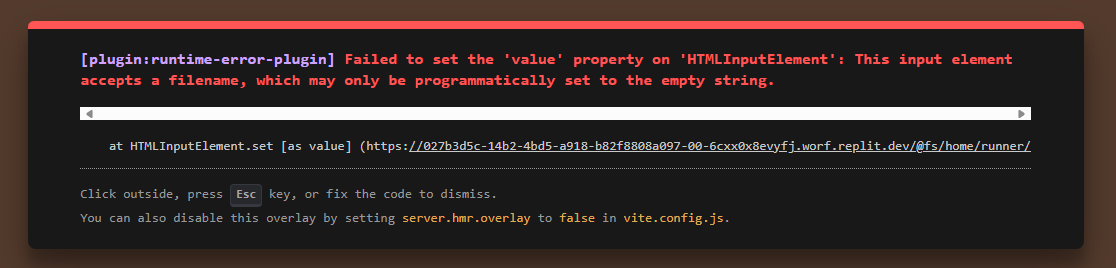 [plugin:runtime-error-plugin] Failed to set the 'value' property on 'HTMLInputElement': This input element
accepts a filename, which may only be programmatically set to the empty string.
at HTMLInputElement.set [as value] (https://027b3d5c-14b2-4bd5-a918-b82f8808a097-00-6cxx0x8evyfj.worf.replit.dev/@fs/home/runner/
Click outside, press Esc key, or fix the code to dismiss.
You can also disable this overlay by setting server.hmr.overlay to false in vite.config.js.